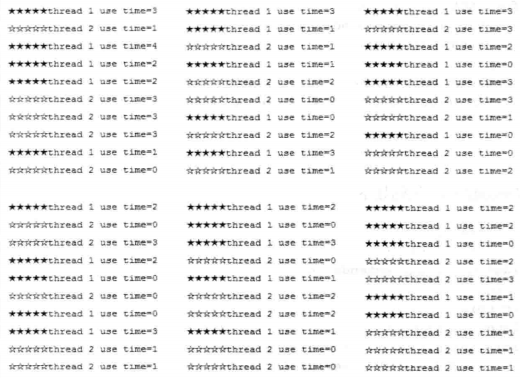 ★★★★★thread 1 use time=3
☆☆☆☆☆thread 2 use time=1
★★★★★thread 1 use time=4
★★★★★thread 1 use time=2
★★★★★thread 1 use time=2
☆☆☆☆☆thread 2 use time=3
☆☆☆☆☆thread 2 use time=3
☆☆☆☆☆thread 2 use time=3
★★★★★thread 1 use time=1
☆☆☆☆☆thread 2 use time=0
★★★★★thread 1 use time=3
★★★★★thread 1 use time=1
☆☆☆☆☆thread 2 use time=1
★★★★★thread 1 use time=1
☆☆☆☆☆thread 2 use time=0
★★★★★thread 1 use time=0
☆☆☆☆☆thread 2 use time=2
★★★★★thread 1 use time=3
☆☆☆☆☆thread 2 use time=1
★★★★★thread 1 use time=3
☆☆☆☆☆thread 2 use time=3
★★★★★thread 1 use time=2
★★★★★thread 1 use time=0
★★★★★thread 1 use time=3
☆☆☆☆☆thread 2 use time=3
☆☆☆☆☆thread 2 use time=1
★★★★★thread 1 use time=0
☆☆☆☆☆thread 2 use time=0
☆☆☆☆☆thread 2 use time=2
★★★★★thread 1 use time=2
☆☆☆☆☆thread 2 use time=0
☆☆☆☆☆thread 2 use time=3
★★★★★thread 1 use time=2
★★★★★thread 1 use time=0
☆☆☆☆☆thread 2 use time=0
★★★★★thread 1 use time=0
★★★★★thread 1 use time=3
☆☆☆☆☆thread 2 use time=1
☆☆☆☆☆thread 2 use time=1
★★★★★thread 1 use time=2
★★★★★thread 1 use time=0
★★★★★thread 1 use time=3
☆☆☆☆☆thread 2 use time=0
★★★★★thread 1 use time=1
☆☆☆☆☆thread 2 use time=2
☆☆☆☆☆thread 2 use time=2
★★★★★thread 1 use time=1
☆☆☆☆☆thread 2 use time=0
☆☆☆☆☆thread 2 use time=0
★★★★★thread 1 use time=2
★★★★★thread 1 use time=2
★★★★★thread 1 use time=0
☆☆☆☆☆thread 2 use time=2
☆☆☆☆☆thread 2 use time=3
★★★★★thread 1 use time=1
★★★★★thread 1 use time=0
☆☆☆☆☆thread 2 use time=1
☆☆☆☆☆thread 2 use time=1
☆☆☆☆☆thread 2 use time=1